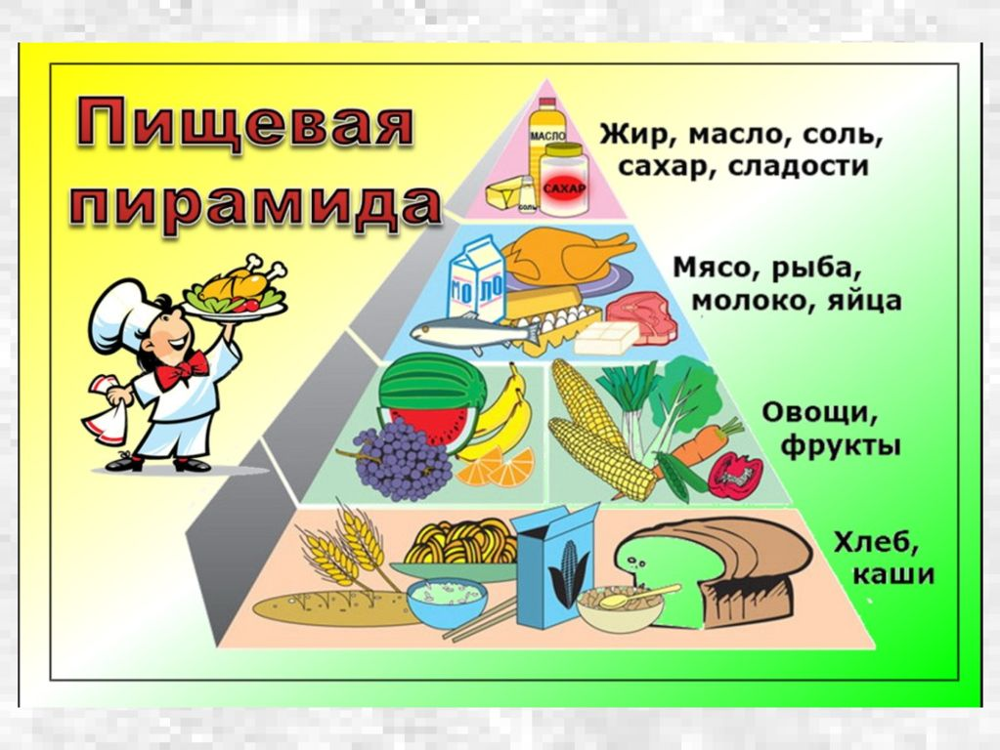 Пищевая
пирамида
МАСЛО
САХАР
соль
Жир, масло, соль,
сахар, сладости
МО ЛО
Мясо, рыба,
молоко, яйца
Овощи,
фрукты
Хлеб,
каши